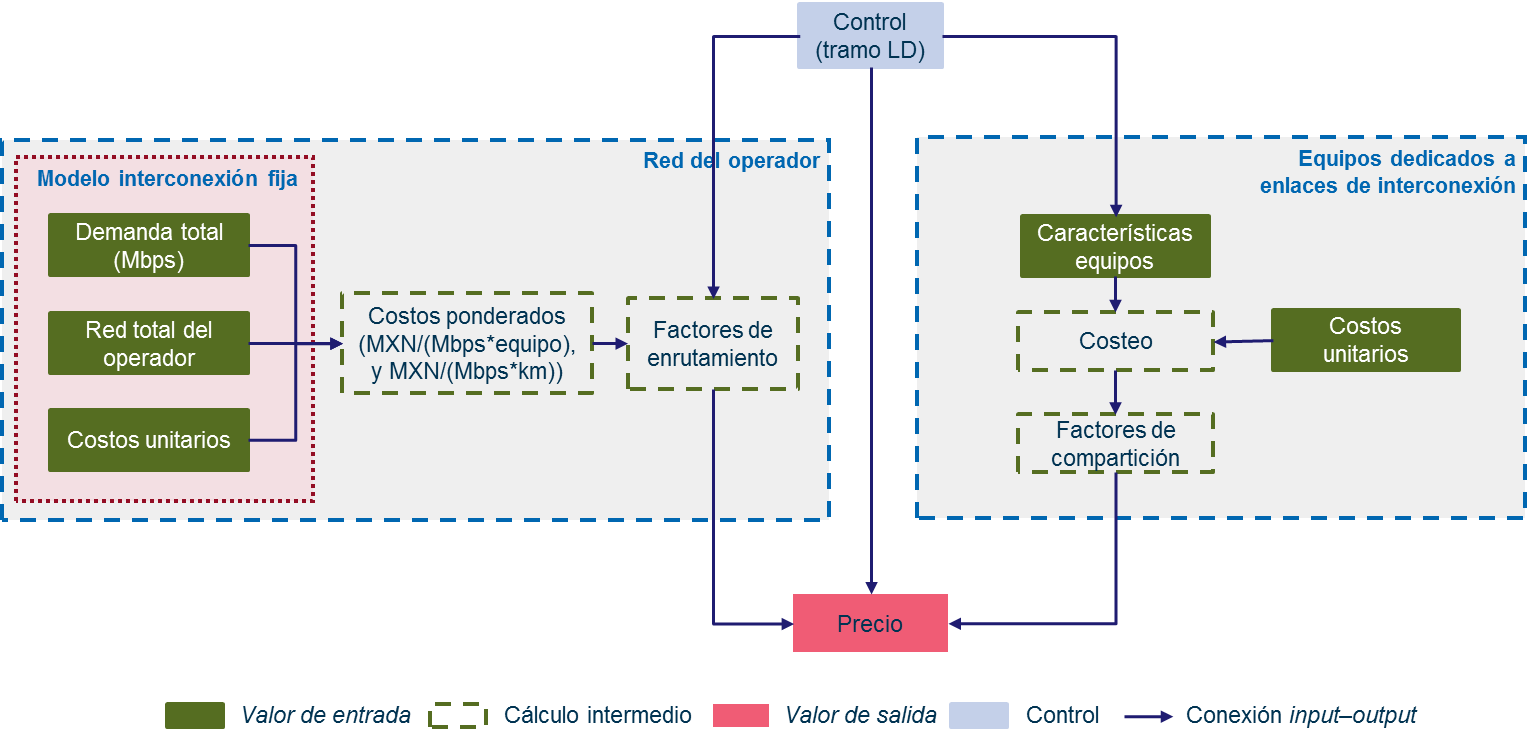 Control
(tramo LD)
Red del operador
Modelo interconexión fija
Demanda total
(Mbps)
Red total del
operador
Costos unitarios
Costos ponderados
(MXN/(Mbps*equipo),
y MXN/(Mbps*km))
Factores de
enrutamiento
Equipos dedicados a
enlaces de interconexión
Características
equipos
Costeo
Costos
unitarios
Factores de
compartición
Precio
Valor de entrada
Cálculo intermedio
Valor de salida
Control
Conexión input–output